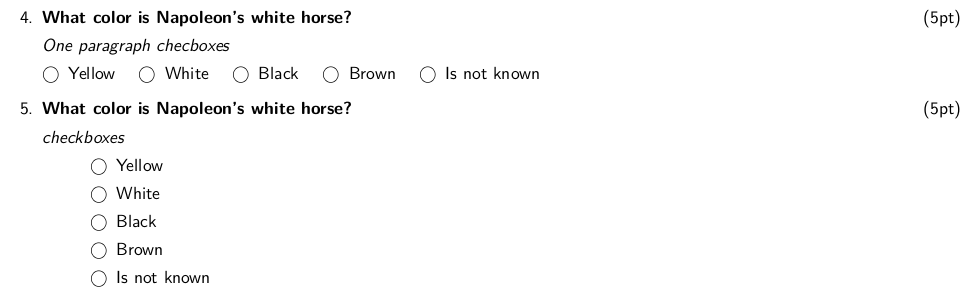 4. What color is Napoleon's white horse? (5pt)
One paragraph checboxes
Yellow White Black Brown Is not known
5. What color is Napoleon's white horse? (5pt)
checkboxes
Yellow
White
Black
Brown
Is not known